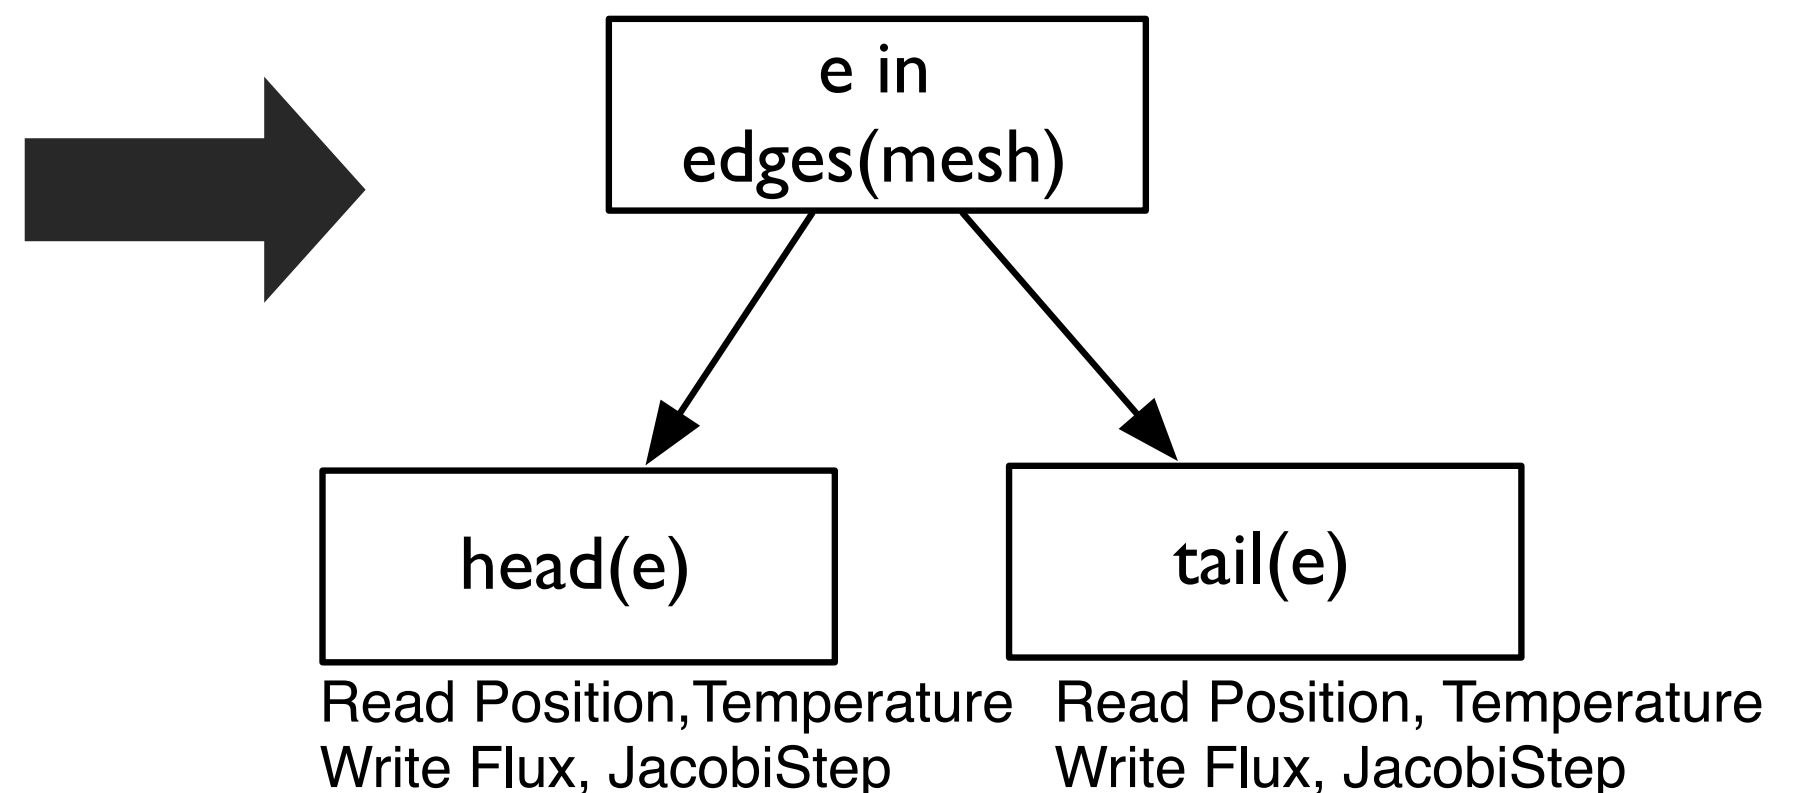 e in
edges(mesh)
head(e)
tail(e)
Read Position,Temperature
Write Flux, JacobiStep
Read Position, Temperature
Write Flux, JacobiStep